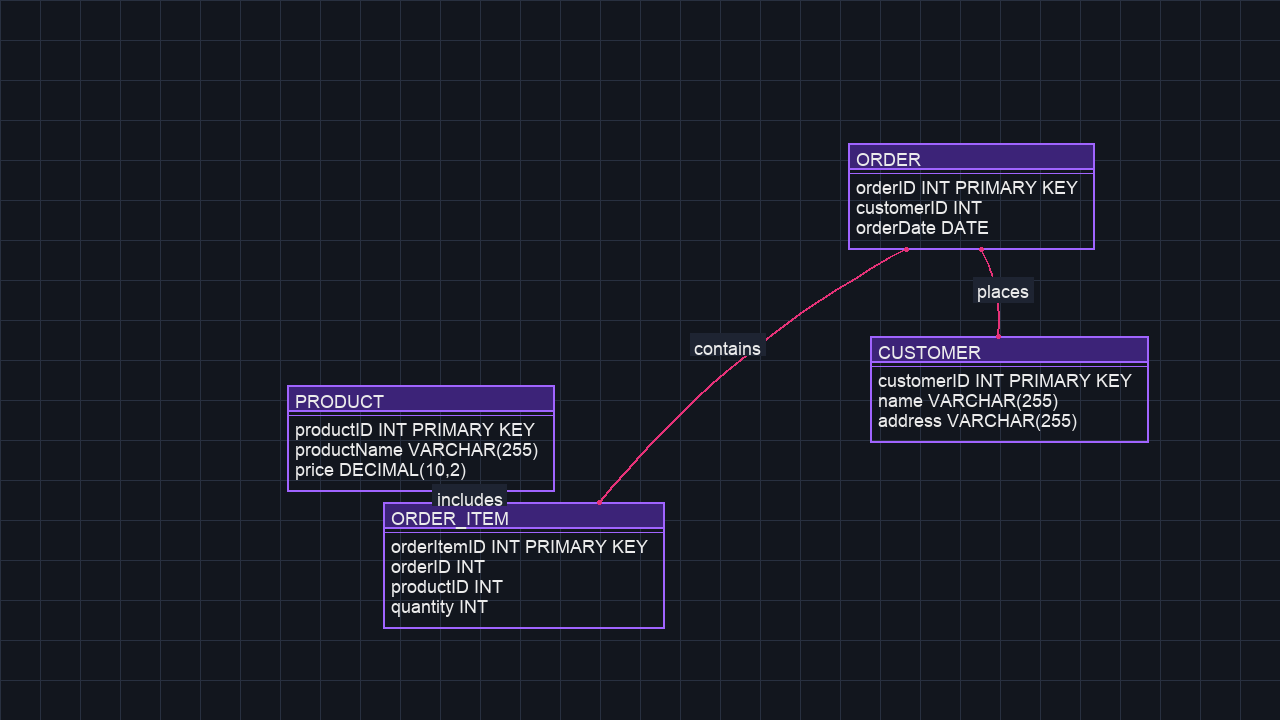 ORDER
orderID INT PRIMARY KEY
customerID INT
orderDate DATE
places
contains
CUSTOMER
customerID INT PRIMARY KEY
name VARCHAR(255)
address VARCHAR(255)
PRODUCT
productID INT PRIMARY KEY
productName VARCHAR(255)
price DECIMAL(10,2)
includes
ORDER_ITEM
orderItemID INT PRIMARY KEY
orderID INT
productID INT
quantity INT